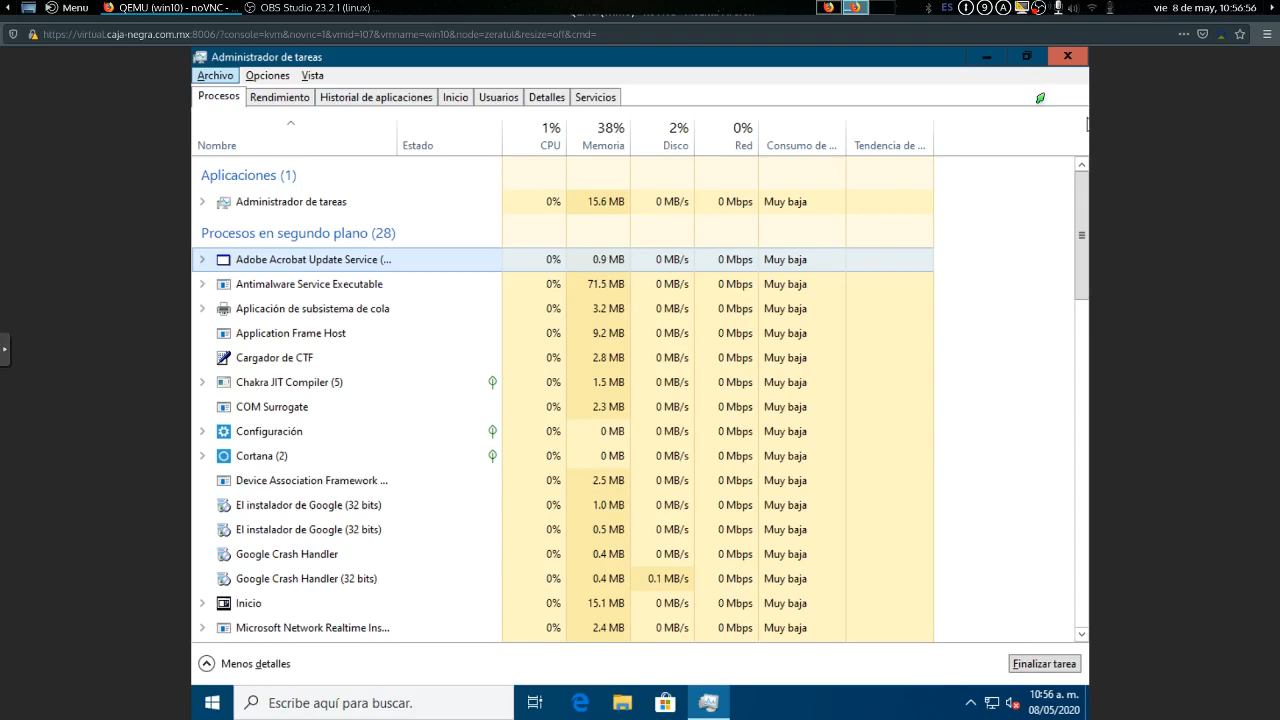 Menu
QEMU (win10) - noVNC ...
OBS Studio 23.2.1 (linux) ...
ES
vie 8 de may, 10:56:56
https://virtual.caja-negra.com.mx:8006/?console=kvm&novnc=1&vmid=107&vmname=win10&node=zeratul&resize=off&cmd=
Administrador de tareas
Archivo Opciones Vista
Procesos Rendimiento Historial de aplicaciones Inicio Usuarios Detalles Servicios
1% 38% 2% 0%
Nombre Estado CPU Memoria Disco Red Consumo de ... Tendencia de ...
Aplicaciones (1)
Administrador de tareas 0% 15.6 MB 0 MB/s 0 Mbps Muy baja
Procesos en segundo plano (28)
Adobe Acrobat Update Service (... 0% 0.9 MB 0 MB/s 0 Mbps Muy baja
Antimalware Service Executable 0% 71.5 MB 0 MB/s 0 Mbps Muy baja
Aplicación de subsistema de cola 0% 3.2 MB 0 MB/s 0 Mbps Muy baja
Application Frame Host 0% 9.2 MB 0 MB/s 0 Mbps Muy baja
Cargador de CTF 0% 2.8 MB 0 MB/s 0 Mbps Muy baja
Chakra JIT Compiler (5) 0% 1.5 MB 0 MB/s 0 Mbps Muy baja
COM Surrogate 0% 2.3 MB 0 MB/s 0 Mbps Muy baja
Configuración 0% 0 MB 0 MB/s 0 Mbps Muy baja
Cortana (2) 0% 0 MB 0 MB/s 0 Mbps Muy baja
Device Association Framework ... 0% 2.5 MB 0 MB/s 0 Mbps Muy baja
El instalador de Google (32 bits) 0% 1.0 MB 0 MB/s 0 Mbps Muy baja
El instalador de Google (32 bits) 0% 0.5 MB 0 MB/s 0 Mbps Muy baja
Google Crash Handler 0% 0.4 MB 0 MB/s 0 Mbps Muy baja
Google Crash Handler (32 bits) 0% 0.4 MB 0.1 MB/s 0 Mbps Muy baja
Inicio 0% 15.1 MB 0 MB/s 0 Mbps Muy baja
Microsoft Network Realtime Ins... 0% 2.4 MB 0 MB/s 0 Mbps Muy baja
Menos detalles
Finalizar tarea
Escribe aquí para buscar.
10:56 a. m.
08/05/2020